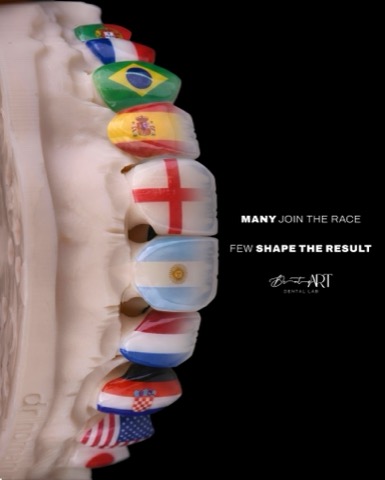 MANY JOIN THE RACE
FEW SHAPE THE RESULT
ART
DENTAL LAB